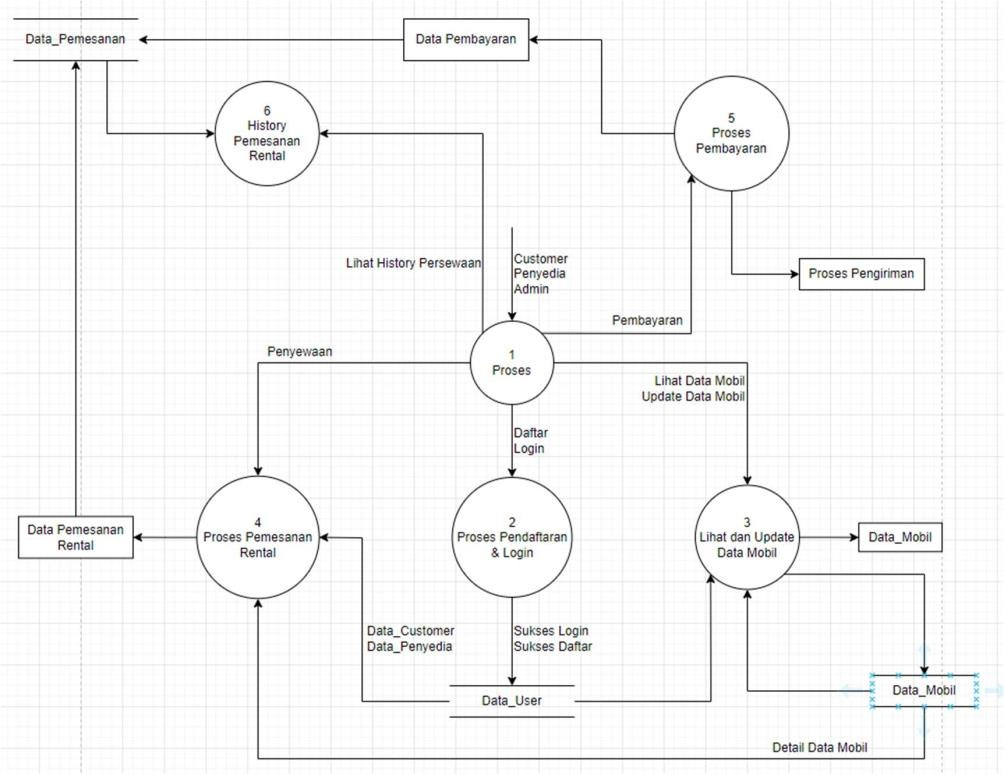 Data_Pemesanan
Data Pembayaran
6
History
Pemesanan
Rental
5
Proses
Pembayaran
Lihat History Persewaan
Customer
Penyedia
Admin
Proses Pengiriman
Pembayaran
Penyewaan
1
Proses
Lihat Data Mobil
Update Data Mobil
Daftar
Login
Data Pemesanan
Rental
4
Proses Pemesanan
Rental
2
Proses Pendaftaran
& Login
3
Lihat dan Update
Data Mobil
Data_Mobil
Data_Customer
Data_Penyedia
Sukses Login
Sukses Daftar
Data_User
Data_Mobil
Detail Data Mobil